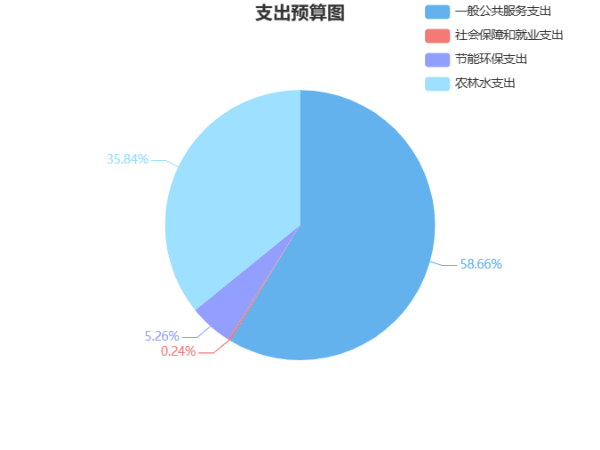 支出预算图
一般公共服务支出
社会保障和就业支出
节能环保支出
农林水支出
35.84%
58.66%
5.26%
0.24%